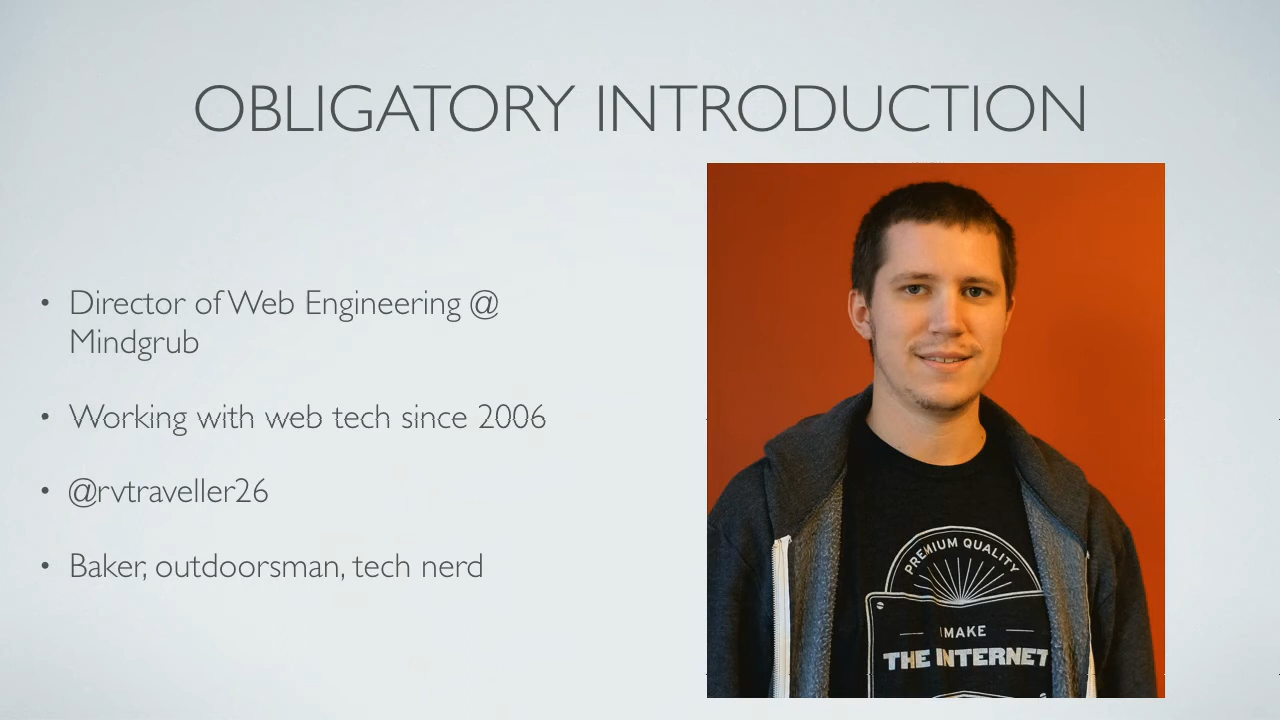 OBLIGATORY INTRODUCTION
• Director of Web Engineering @
Mindgrub
• Working with web tech since 2006
• @rvtraveller26
• Baker, outdoorsman, tech nerd
PREMIUM QUALITY
I MAKE
THE INTERNET